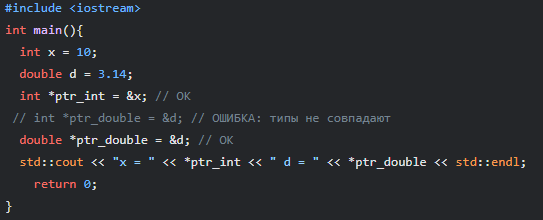 #include <iostream>
int main(){
int x = 10;
double d = 3.14;
int *ptr_int = &x; // OK
// int *ptr_double = &d; // ОШИБКА: типы не совпадают
double *ptr_double = &d; // OK
std::cout << "x = " << *ptr_int << " d = " << *ptr_double << std::endl;
return 0;
}